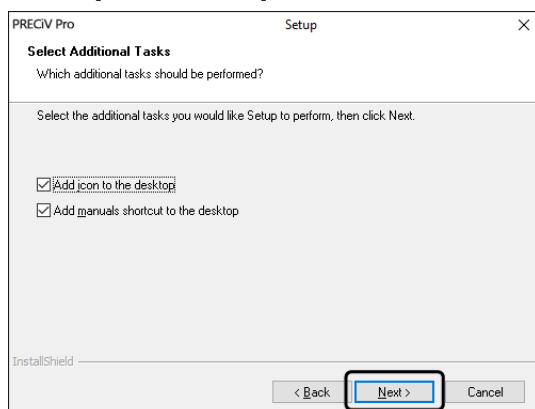 PRECiV Pro
Setup
Select Additional Tasks
Which additional tasks should be performed?
Select the additional tasks you would like Setup to perform, then click Next.
Add icon to the desktop
Add manuals shortcut to the desktop
InstallShield
< Back
Next >
Cancel